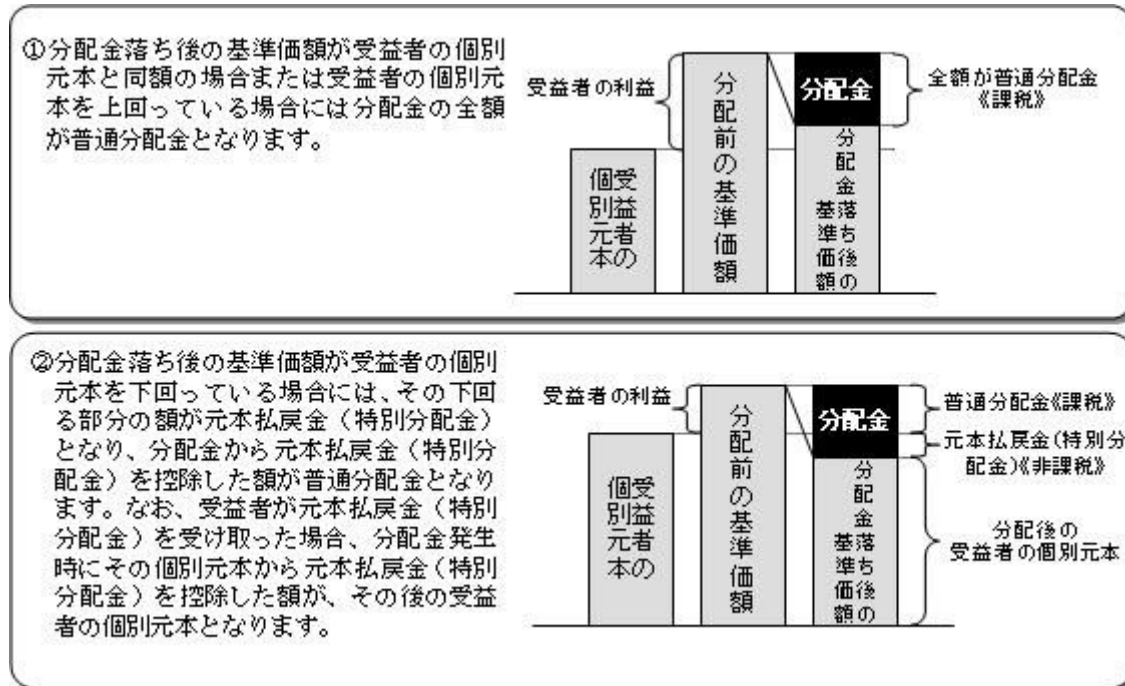 ①分配金落ち後の基準価額が受益者の個別
元本と同額の場合または受益者の個別元
本を上回っている場合には分配金の全額
が普通分配金となります。
受益者の利益
分配金
全額が普通分配金
《課税》
受益者の
個別元本
分配前の基準価額
分配金落ち後の
基準価額
②分配金落ち後の基準価額が受益者の個別
元本を下回っている場合には、その下回
る部分の額が元本払戻金（特別分配金）
となり、分配金から元本払戻金（特別分
配金）を控除した額が普通分配金となり
ます。なお、受益者が元本払戻金（特別
分配金）を受け取った場合、分配金発生
時にその個別元本から元本払戻金（特別
分配金）を控除した額が、その後の受益
者の個別元本となります。
受益者の利益
分配金
普通分配金《課税》
元本払戻金(特別分
配金)《非課税》
受益者の
個別元本
分配前の基準価額
分配金落ち後の
基準価額
分配後の
受益者の個別元本